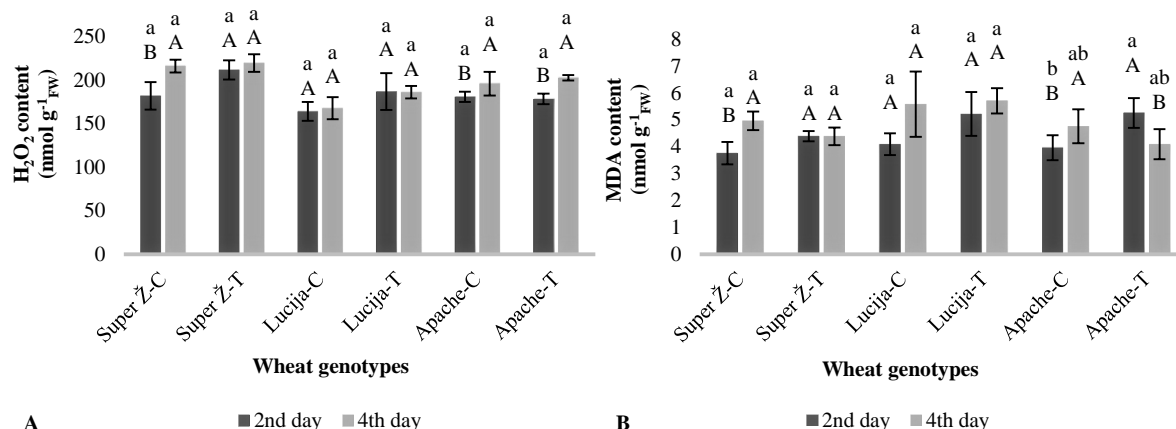 H₂O₂ content
(nmol g⁻¹FW)
250
200
150
100
50
0
a a a a a a a a a a a a
B A A A A A A A B A B A
Super Ž-C
Super Ž-T
Lucija-C
Lucija-T
Apache-C
Apache-T
Wheat genotypes
A
2nd day
4th day
MDA content
(nmol g⁻¹FW)
8
7
6
5
4
3
2
1
0
a a a a a a a a b ab a ab
B A A A A A A A B A A B
Super Ž-C
Super Ž-T
Lucija-C
Lucija-T
Apache-C
Apache-T
Wheat genotypes
B
2nd day
4th day